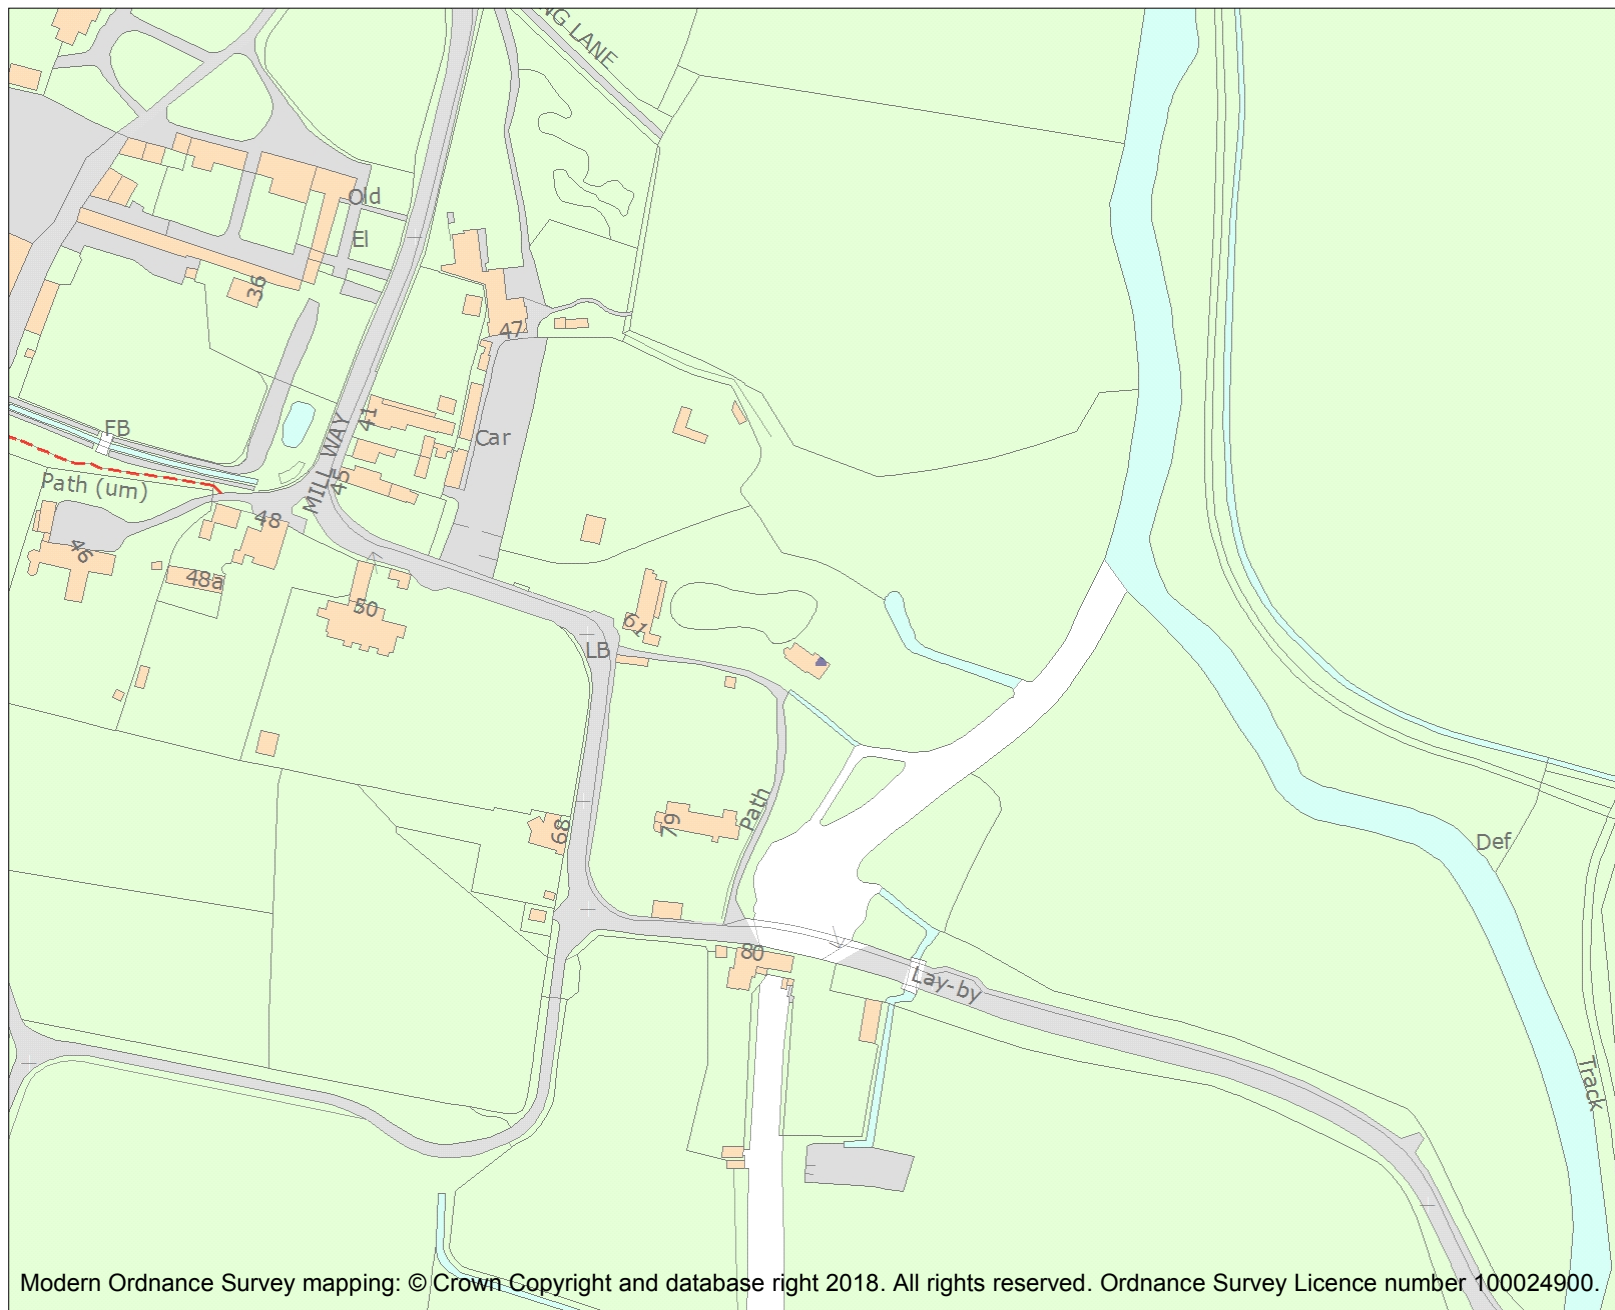 NG LANE
Old
El
36
47
41
Car
FB
MILL WAY
45
Path (um)
48
46
48a
50
61
LB
Path
79
68
Def
80
Lay-by
Track
Modern Ordnance Survey mapping: © Crown Copyright and database right 2018. All rights reserved. Ordnance Survey Licence number 100024900.